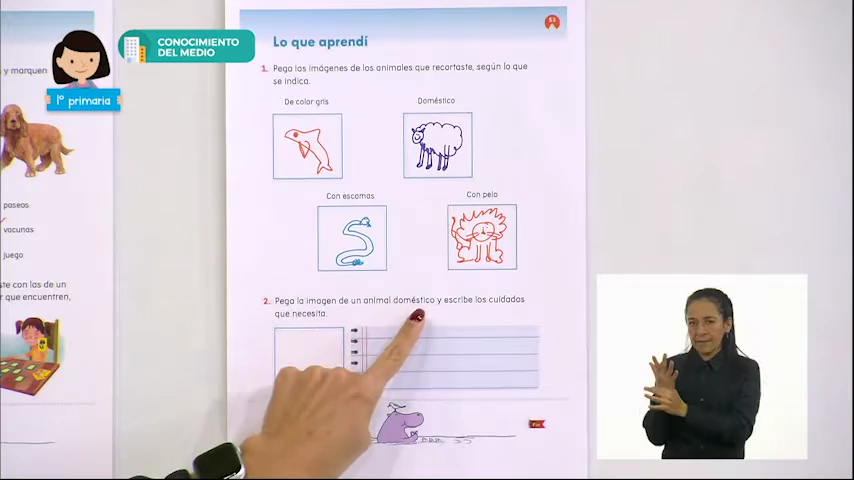 CONOCIMIENTO
DEL MEDIO
1° primaria
y marquen
paseos
vacunas
juego
ste con las de un
r que encuentren,
53
Lo que aprendí
1. Pega las imágenes de los animales que recortaste, según lo que
se indica.
De color gris
Doméstico
Con escamas
Con pelo
2. Pega la imagen de un animal doméstico y escribe los cuidados
que necesita.
Fin